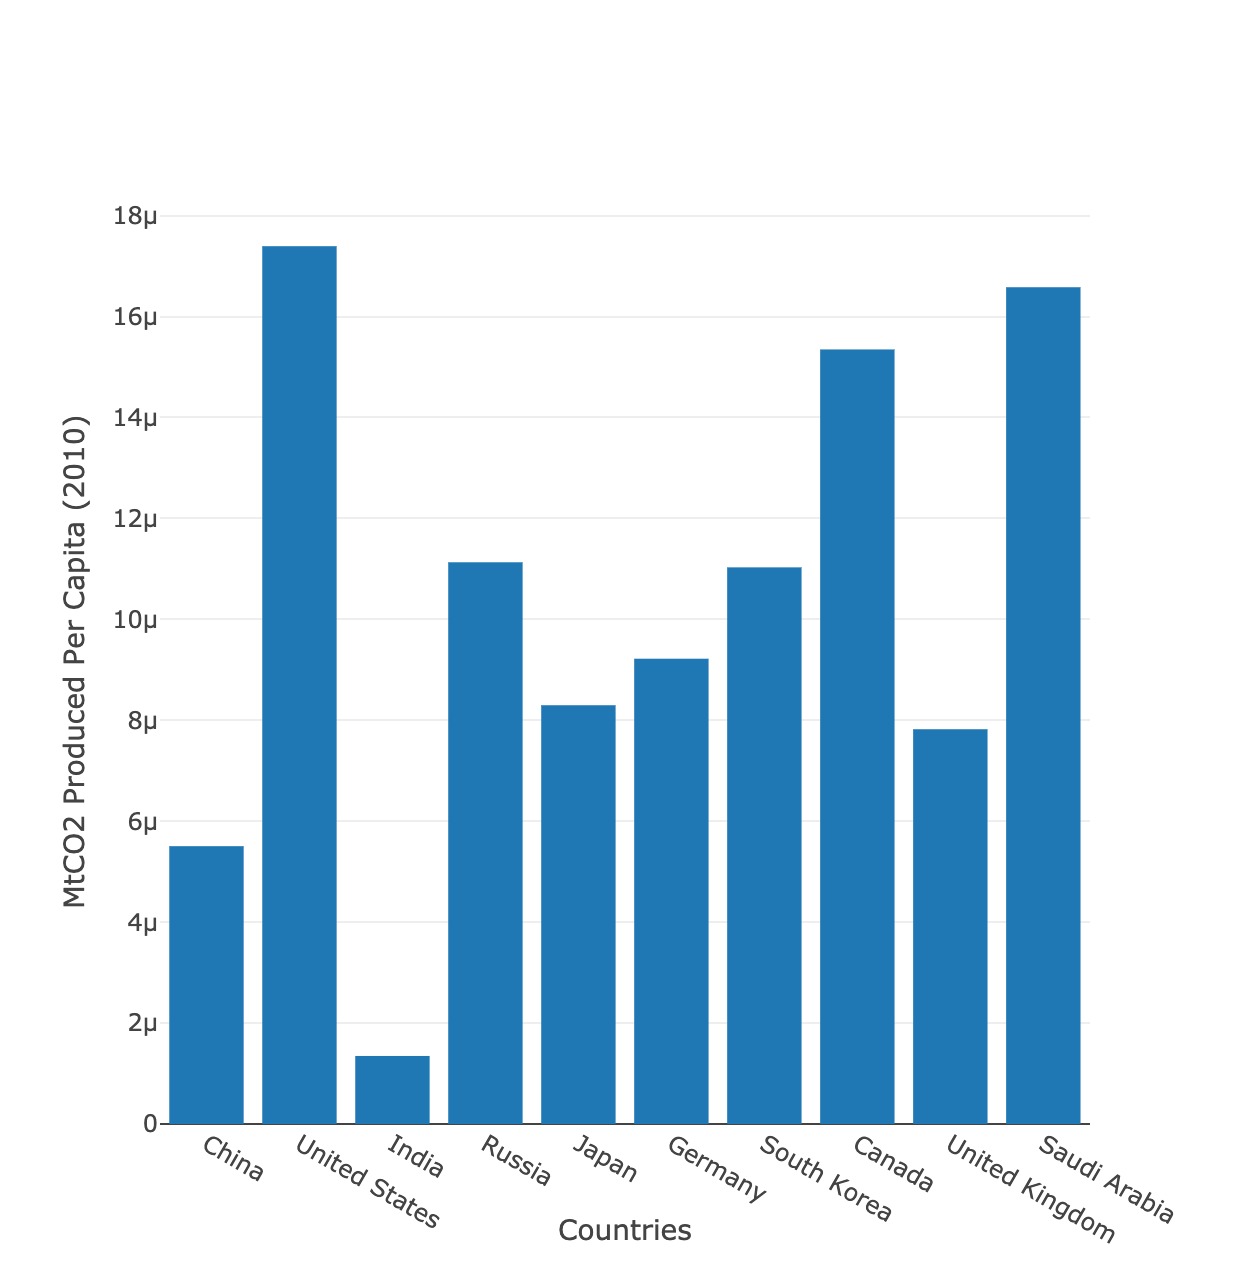 MtCO2 Produced Per Capita (2010)
18µ
16µ
14µ
12µ
10µ
8µ
6µ
4µ
2µ
0
China
United States
India
Russia
Japan
Germany
South Korea
Canada
United Kingdom
Saudi Arabia
Countries